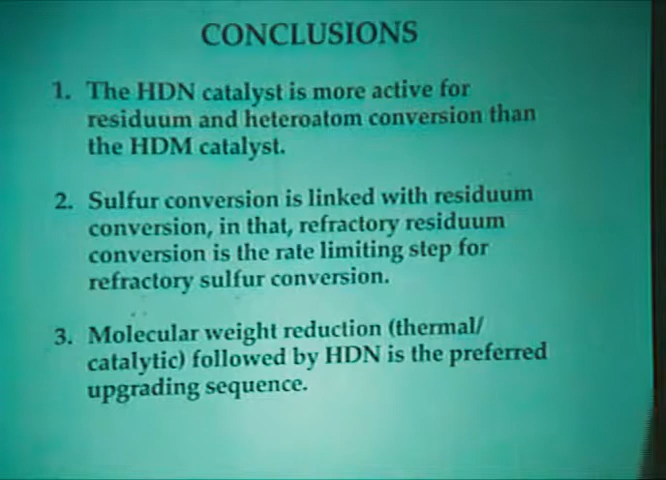 CONCLUSIONS
1. The HDN catalyst is more active for
residuum and heteroatom conversion than
the HDM catalyst.
2. Sulfur conversion is linked with residuum
conversion, in that, refractory residuum
conversion is the rate limiting step for
refractory sulfur conversion.
3. Molecular weight reduction (thermal/
catalytic) followed by HDN is the preferred
upgrading sequence.